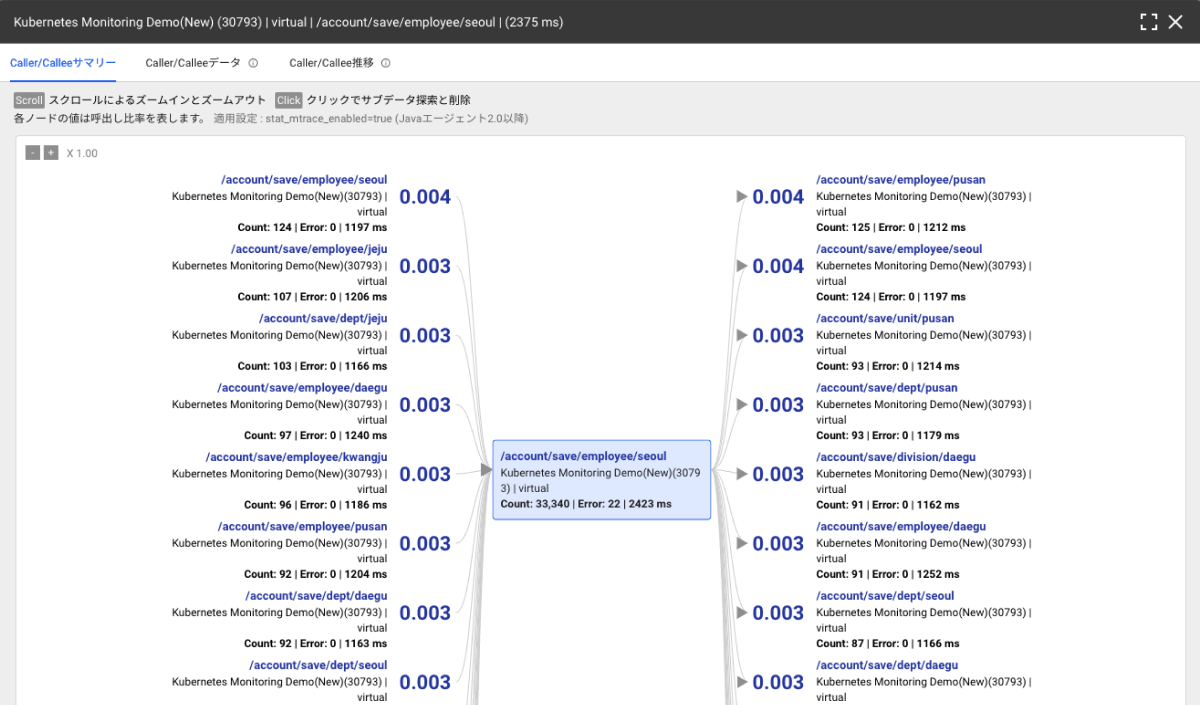 Kubernetes Monitoring Demo(New) (30793) | virtual | /account/save/employee/seoul | (2375 ms)
Caller/Calleeサマリー
Caller/Calleeデータ
Caller/Callee推移
Scroll スクロールによるズームインとズームアウト Click クリックでサブデータ探索と削除
各ノードの値は呼出し比率を表します。 適用設定 : stat_mtrace_enabled=true (Javaエージェント2.0以降)
- + X 1.00
/account/save/employee/seoul
Kubernetes Monitoring Demo(New)(30793) |
virtual
Count: 124 | Error: 0 | 1197 ms
0.004
/account/save/employee/jeju
Kubernetes Monitoring Demo(New)(30793) |
virtual
Count: 107 | Error: 0 | 1206 ms
0.003
/account/save/dept/jeju
Kubernetes Monitoring Demo(New)(30793) |
virtual
Count: 103 | Error: 0 | 1166 ms
0.003
/account/save/employee/daegu
Kubernetes Monitoring Demo(New)(30793) |
virtual
Count: 97 | Error: 0 | 1240 ms
0.003
/account/save/employee/kwangju
Kubernetes Monitoring Demo(New)(30793) |
virtual
Count: 96 | Error: 0 | 1186 ms
0.003
/account/save/employee/pusan
Kubernetes Monitoring Demo(New)(30793) |
virtual
Count: 92 | Error: 0 | 1204 ms
0.003
/account/save/dept/daegu
Kubernetes Monitoring Demo(New)(30793) |
virtual
Count: 92 | Error: 0 | 1163 ms
0.003
/account/save/dept/seoul
Kubernetes Monitoring Demo(New)(30793) |
virtual
0.003
/account/save/employee/seoul
Kubernetes Monitoring Demo(New)(3079
3) | virtual
Count: 33,340 | Error: 22 | 2423 ms
0.004
/account/save/employee/pusan
Kubernetes Monitoring Demo(New)(30793) |
virtual
Count: 125 | Error: 0 | 1212 ms
0.004
/account/save/employee/seoul
Kubernetes Monitoring Demo(New)(30793) |
virtual
Count: 124 | Error: 0 | 1197 ms
0.003
/account/save/unit/pusan
Kubernetes Monitoring Demo(New)(30793) |
virtual
Count: 93 | Error: 0 | 1214 ms
0.003
/account/save/dept/pusan
Kubernetes Monitoring Demo(New)(30793) |
virtual
Count: 93 | Error: 0 | 1179 ms
0.003
/account/save/division/daegu
Kubernetes Monitoring Demo(New)(30793) |
virtual
Count: 91 | Error: 0 | 1162 ms
0.003
/account/save/employee/daegu
Kubernetes Monitoring Demo(New)(30793) |
virtual
Count: 91 | Error: 0 | 1252 ms
0.003
/account/save/dept/seoul
Kubernetes Monitoring Demo(New)(30793) |
virtual
Count: 87 | Error: 0 | 1166 ms
0.003
/account/save/dept/daegu
Kubernetes Monitoring Demo(New)(30793) |
virtual